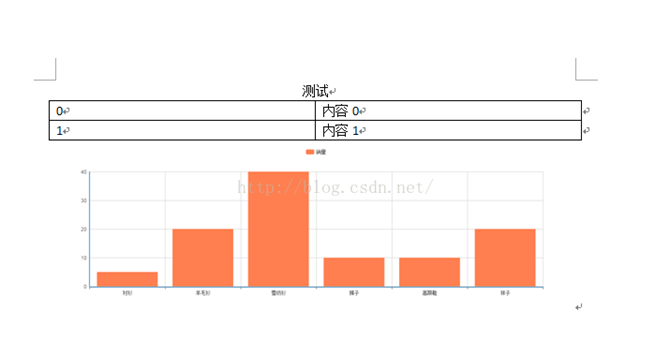 测试
0 内容 0
1 内容 1
销量
http://blog.csdn.net/
40
30
20
10
0
衬衫 羊毛衫 雪纺衫 裤子 高跟鞋 袜子